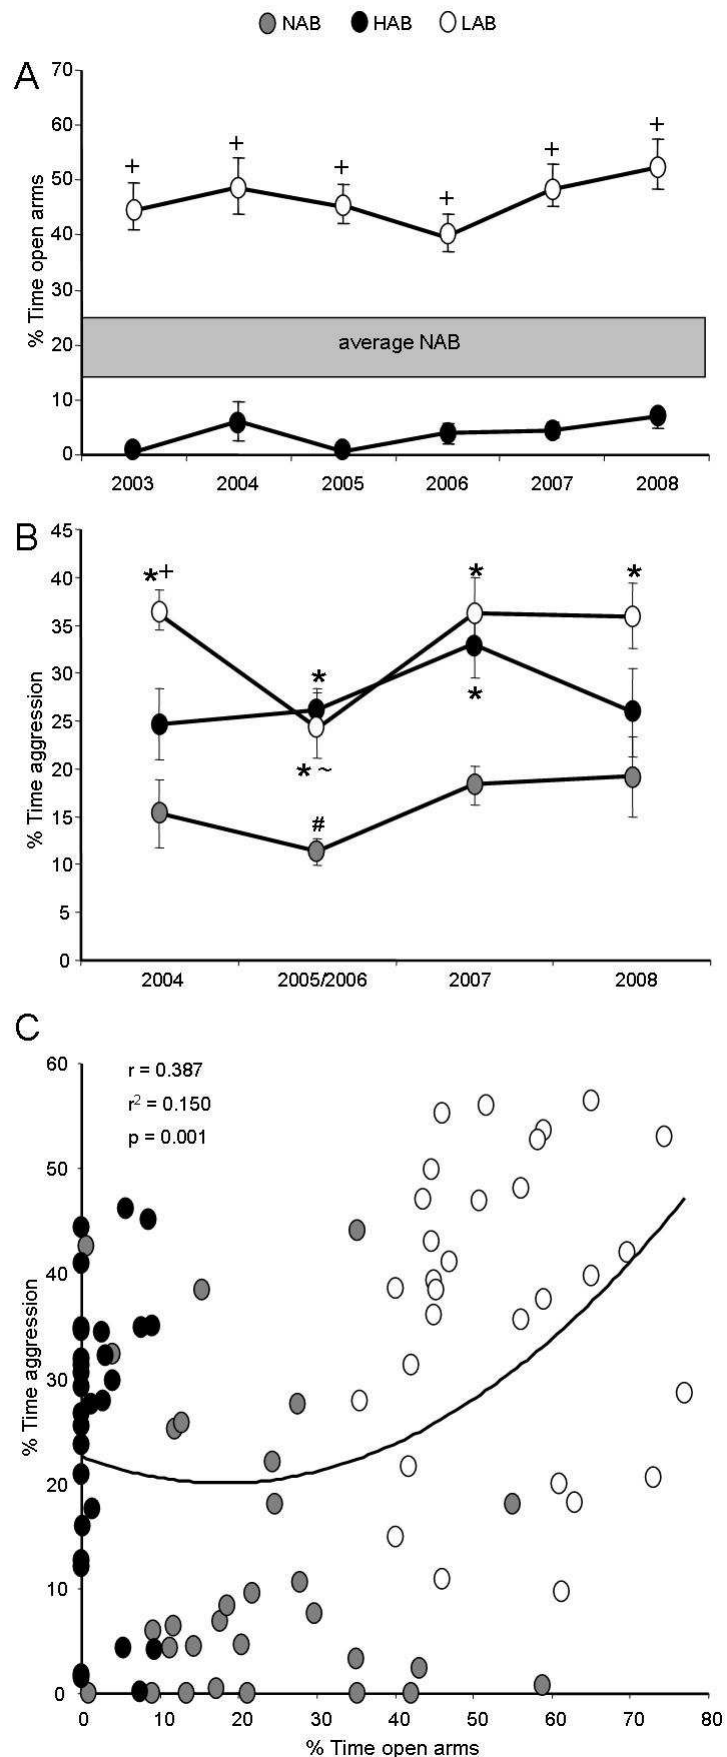 NAB HAB LAB
A
70
60
50
40
30
20
10
0
% Time open arms
+ + + + + +
average NAB
2003 2004 2005 2006 2007 2008
B
45
40
35
30
25
20
15
10
5
0
% Time aggression
*+ * *
* *
* ~
#
2004 2005/2006 2007 2008
C
60
50
40
30
20
10
0
% Time aggression
r = 0.387
r² = 0.150
p = 0.001
0 10 20 30 40 50 60 70 80
% Time open arms